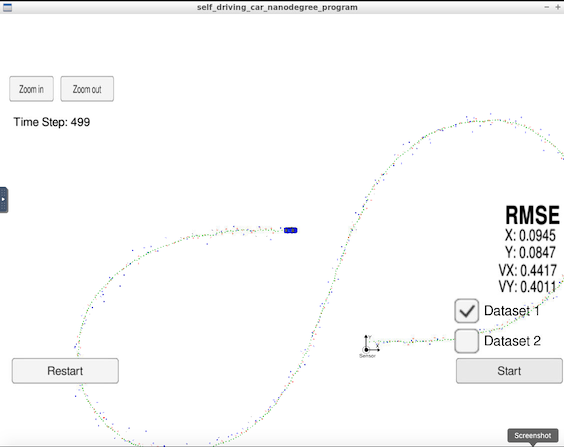 self_driving_car_nanodegree_program
Zoom in
Zoom out
Time Step: 499
RMSE
X: 0.0945
Y: 0.0847
VX: 0.4417
VY: 0.4011
Dataset 1
Dataset 2
Y
X
Sensor
Restart
Start
Screenshot